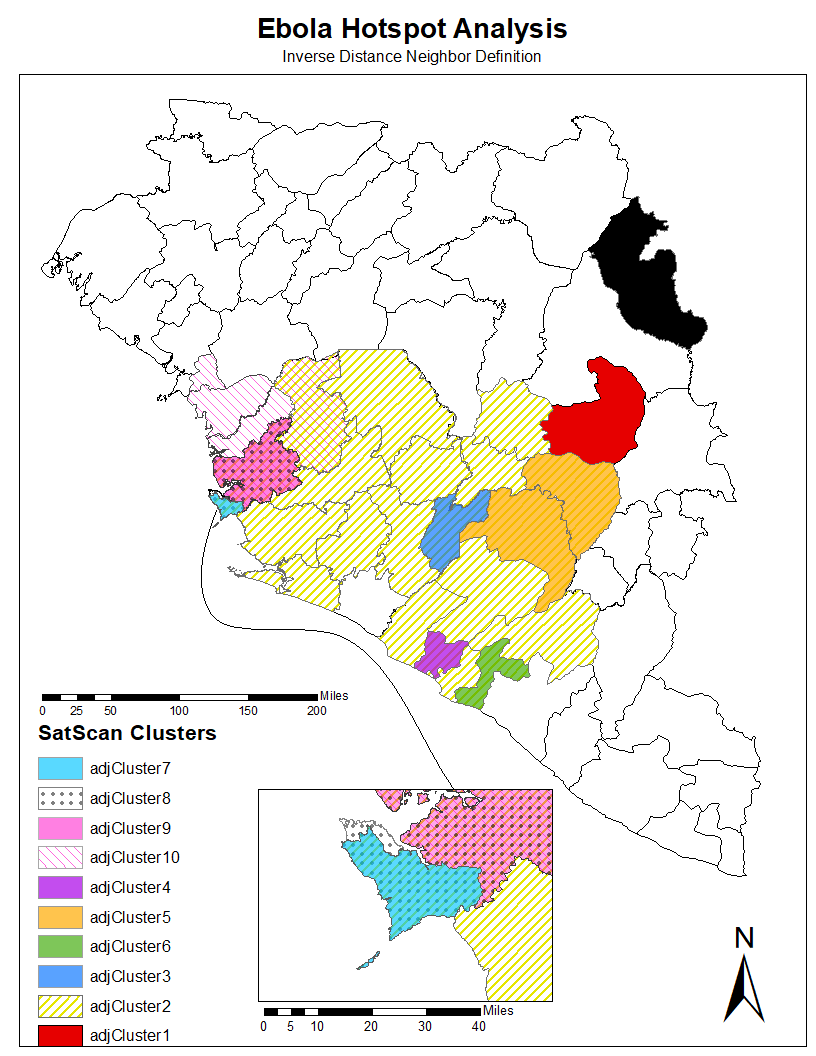 Ebola Hotspot Analysis
Inverse Distance Neighbor Definition
Miles
0 25 50 100 150 200
SatScan Clusters
adjCluster7
adjCluster8
adjCluster9
adjCluster10
adjCluster4
adjCluster5
adjCluster6
adjCluster3
adjCluster2
adjCluster1
Miles
0 5 10 20 30 40
N